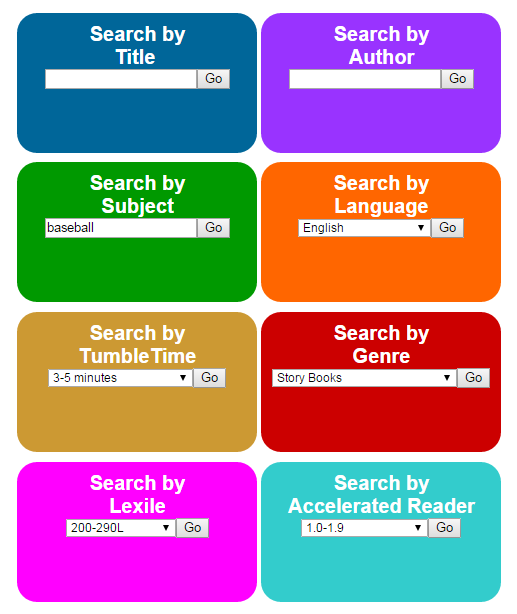 Search by
Title
Go
Search by
Author
Go
Search by
Subject
baseball Go
Search by
Language
English Go
Search by
TumbleTime
3-5 minutes Go
Search by
Genre
Story Books Go
Search by
Lexile
200-290L Go
Search by
Accelerated Reader
1.0-1.9 Go